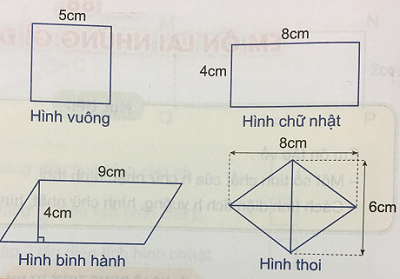 5cm
Hình vuông
8cm
4cm
Hình chữ nhật
9cm
4cm
Hình bình hành
8cm
6cm
Hình thoi